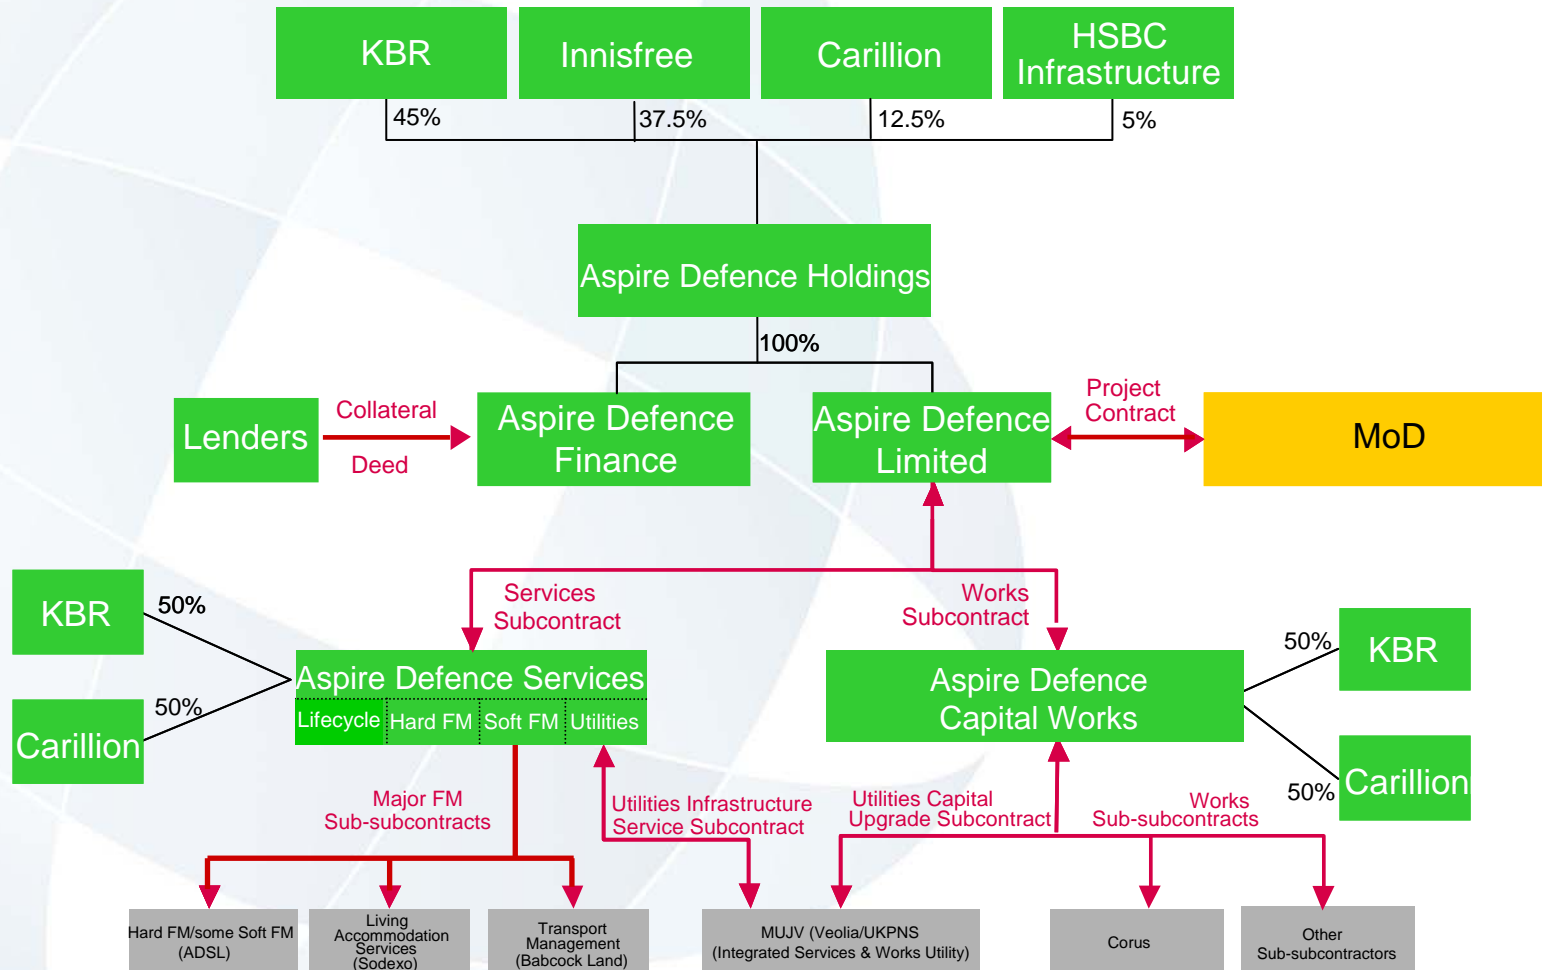 KBR
Innisfree
Carillion
HSBC
Infrastructure
45%
37.5%
12.5%
5%
Aspire Defence Holdings
100%
Lenders
Collateral
Deed
Aspire Defence
Finance
Aspire Defence
Limited
Project
Contract
MoD
KBR
50%
Carillion
50%
Services
Subcontract
Works
Subcontract
Aspire Defence Services
Lifecycle
Hard FM
Soft FM
Utilities
Aspire Defence
Capital Works
50%
KBR
50%
Carillion
Major FM
Sub-subcontracts
Utilities Infrastructure
Service Subcontract
Utilities Capital
Upgrade Subcontract
Works
Sub-subcontracts
Hard FM/some Soft FM
(ADSL)
Living
Accommodation
Services
(Sodexo)
Transport
Management
(Babcock Land)
MUJV (Veolia/UKPNS
(Integrated Services & Works Utility)
Corus
Other
Sub-subcontractors